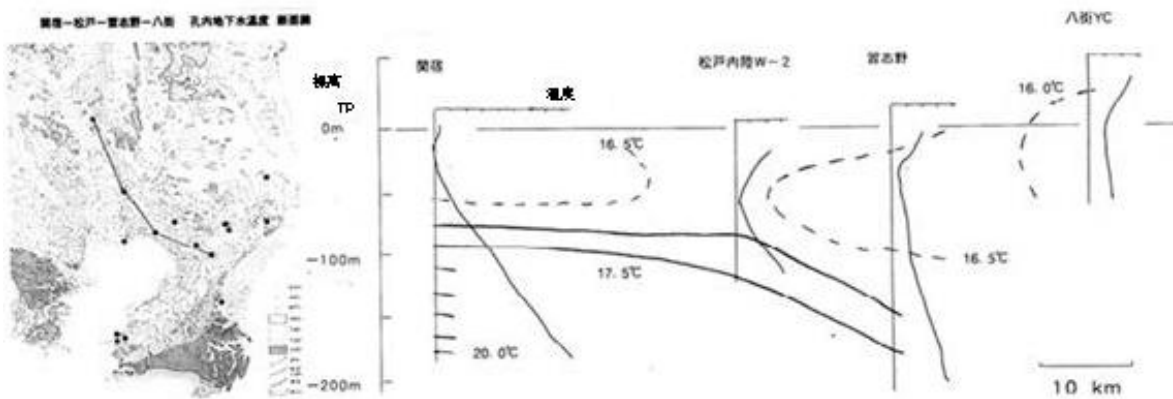 関宿ー松戸ー習志野ー八街 孔内地下水温度 断面図
八街YC
関宿
松戸内陸W-2
習志野
標高
TP
温度
16.0℃
0m
16.5℃
-100m
17.5℃
16.5℃
20.0℃
-200m
10 km